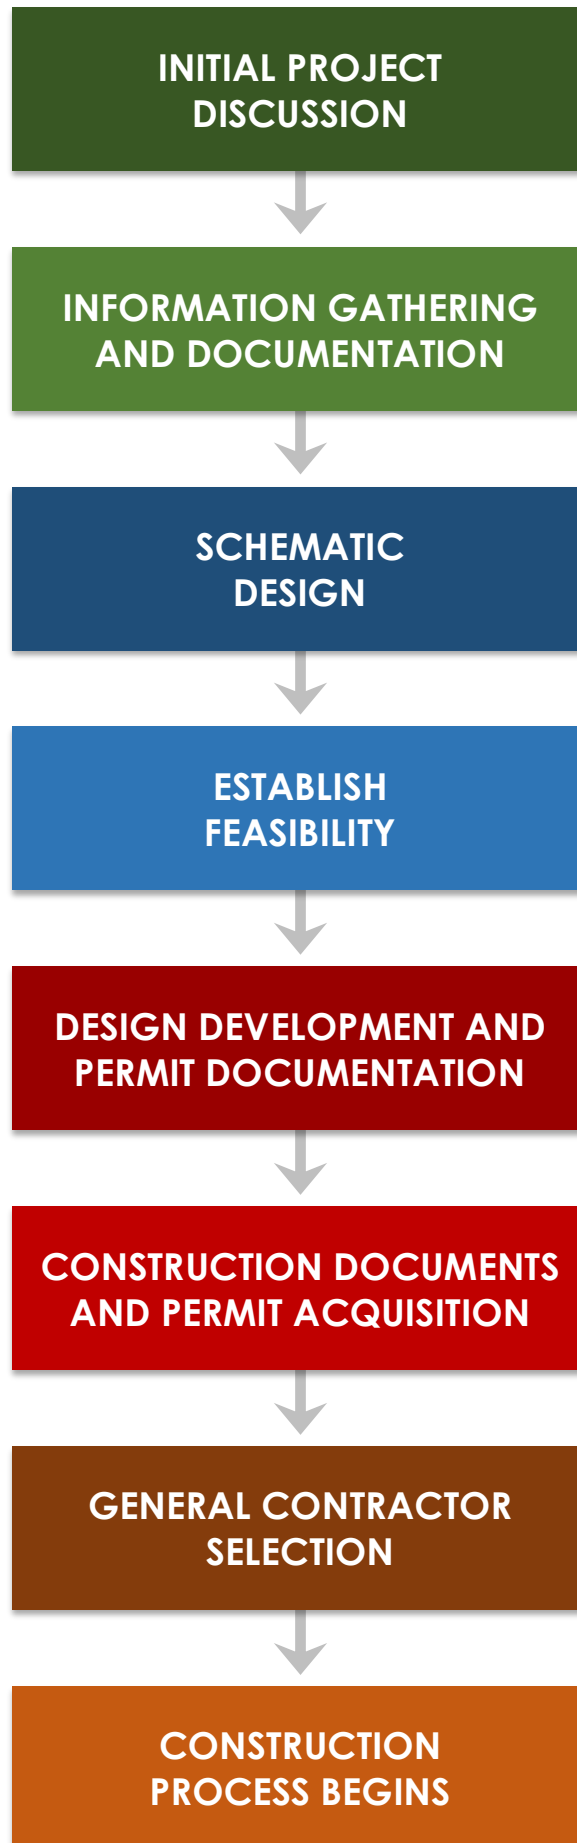 INITIAL PROJECT
DISCUSSION
INFORMATION GATHERING
AND DOCUMENTATION
SCHEMATIC
DESIGN
ESTABLISH
FEASIBILITY
DESIGN DEVELOPMENT AND
PERMIT DOCUMENTATION
CONSTRUCTION DOCUMENTS
AND PERMIT ACQUISITION
GENERAL CONTRACTOR
SELECTION
CONSTRUCTION
PROCESS BEGINS